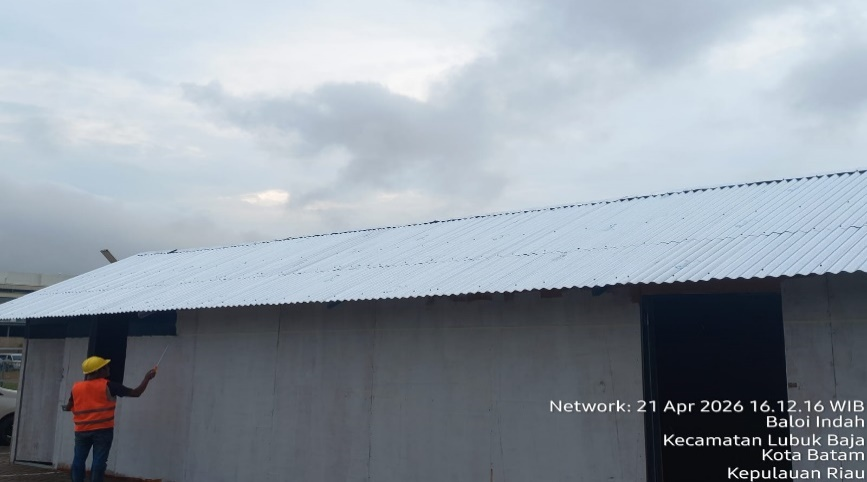 Network: 21 Apr 2026 16.12.16 WIB
Baloi Indah
Kecamatan Lubuk Baja
Kota Batam
Kepulauan Riau